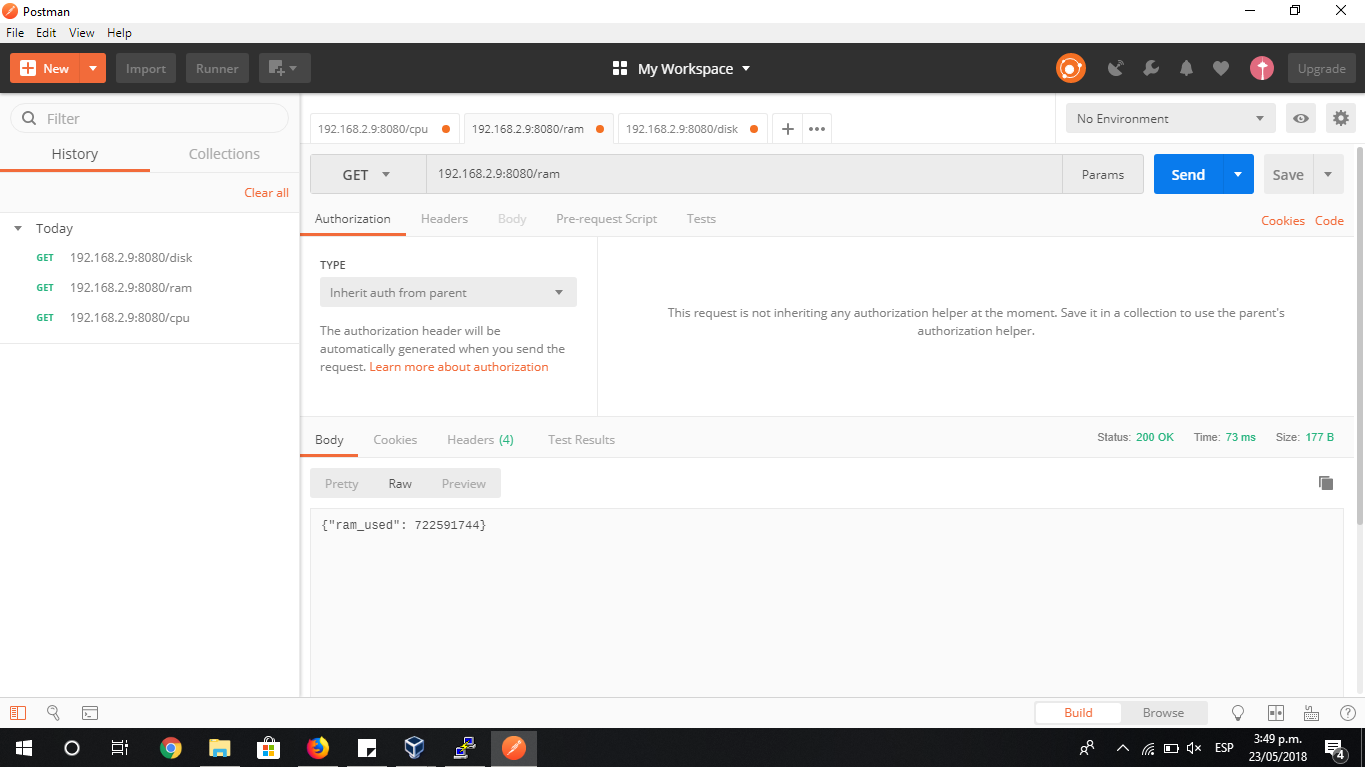 Postman
File Edit View Help
New Import Runner My Workspace Upgrade
Filter
History Collections
Clear all
Today
GET 192.168.2.9:8080/disk
GET 192.168.2.9:8080/ram
GET 192.168.2.9:8080/cpu
192.168.2.9:8080/cpu 192.168.2.9:8080/ram 192.168.2.9:8080/disk + ••• No Environment
GET 192.168.2.9:8080/ram Params Send Save
Authorization Headers Body Pre-request Script Tests Cookies Code
TYPE
Inherit auth from parent
The authorization header will be
automatically generated when you send the
request. Learn more about authorization
This request is not inheriting any authorization helper at the moment. Save it in a collection to use the parent's
authorization helper.
Body Cookies Headers (4) Test Results Status: 200 OK Time: 73 ms Size: 177 B
Pretty Raw Preview
{"ram_used": 722591744}
Build Browse
ESP
3:49 p.m.
23/05/2018
4